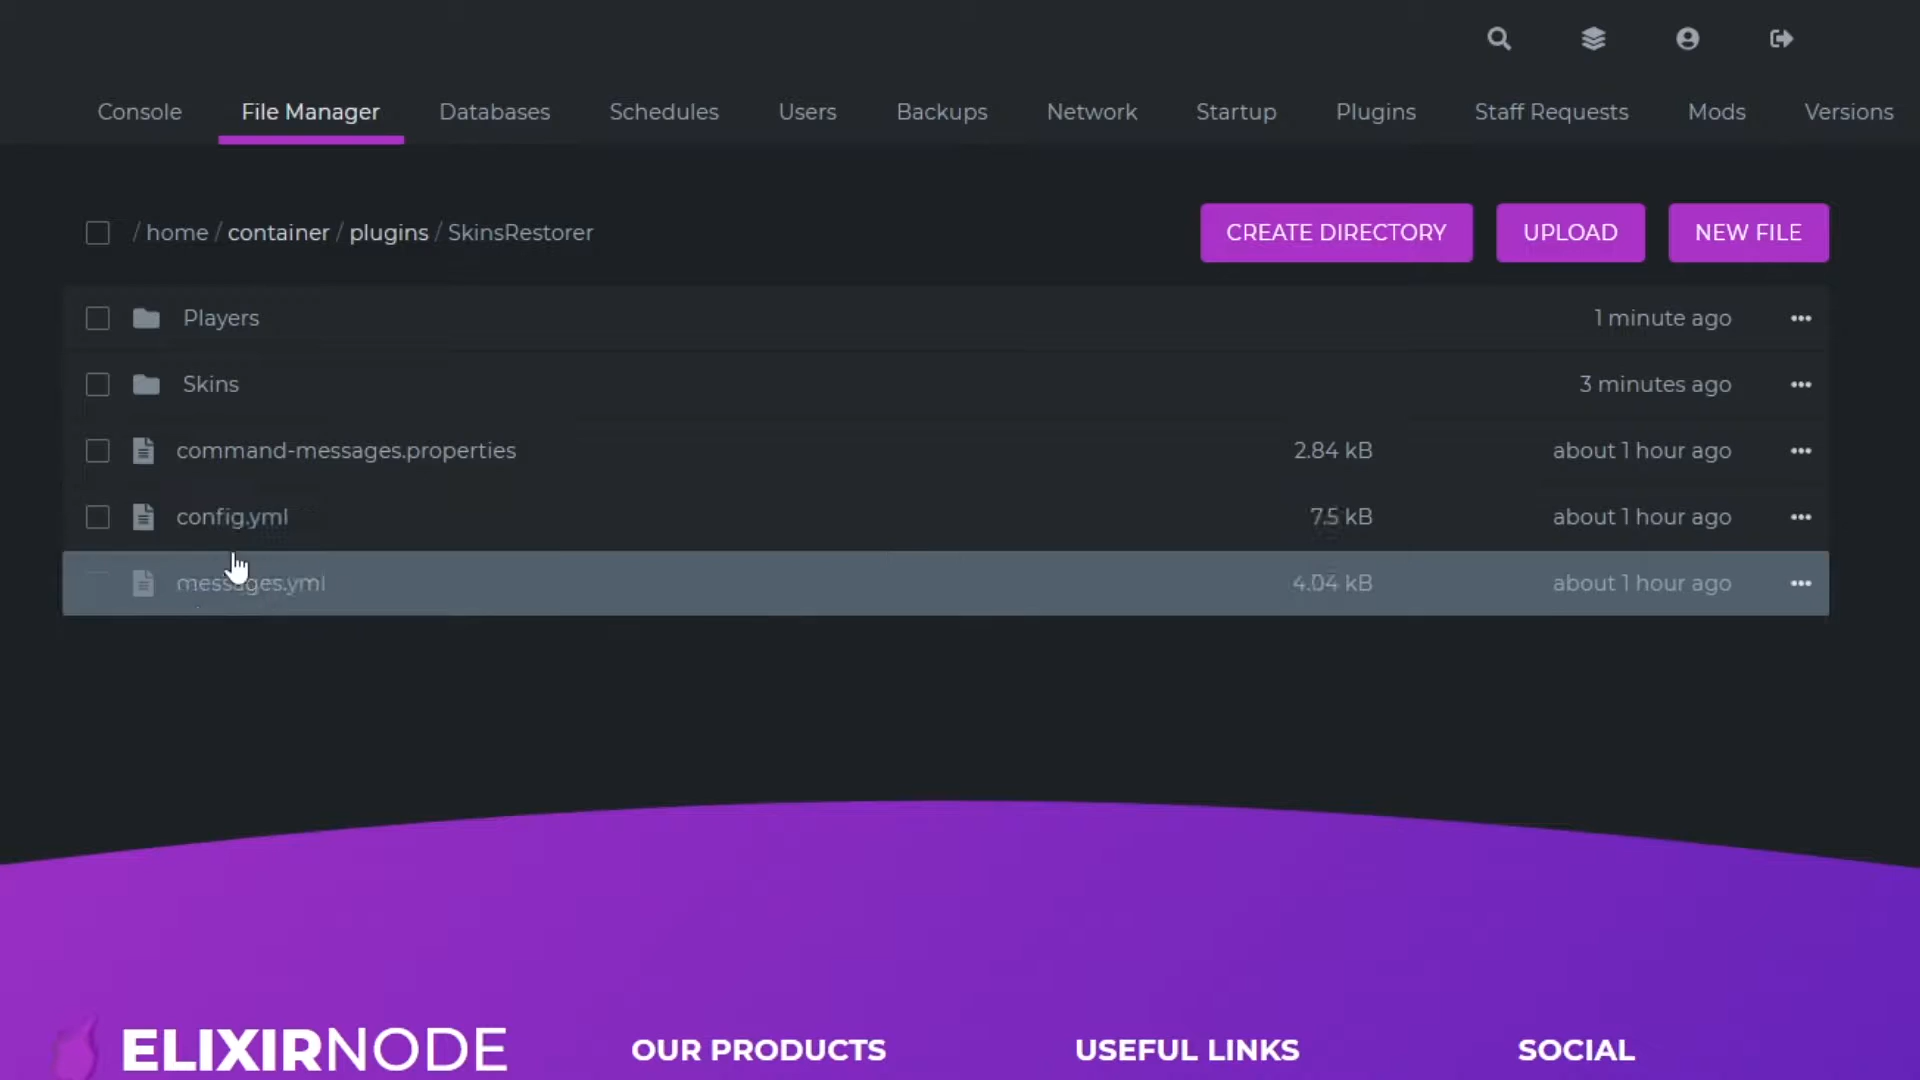 Console File Manager Databases Schedules Users Backups Network Startup Plugins Staff Requests Mods Versions
/ home / container / plugins / SkinsRestorer CREATE DIRECTORY UPLOAD NEW FILE
Players 1 minute ago
Skins 3 minutes ago
command-messages.properties 2.84 kB about 1 hour ago
config.yml 7.5 kB about 1 hour ago
messages.yml 4.04 kB about 1 hour ago
ELIXIRNODE OUR PRODUCTS USEFUL LINKS SOCIAL